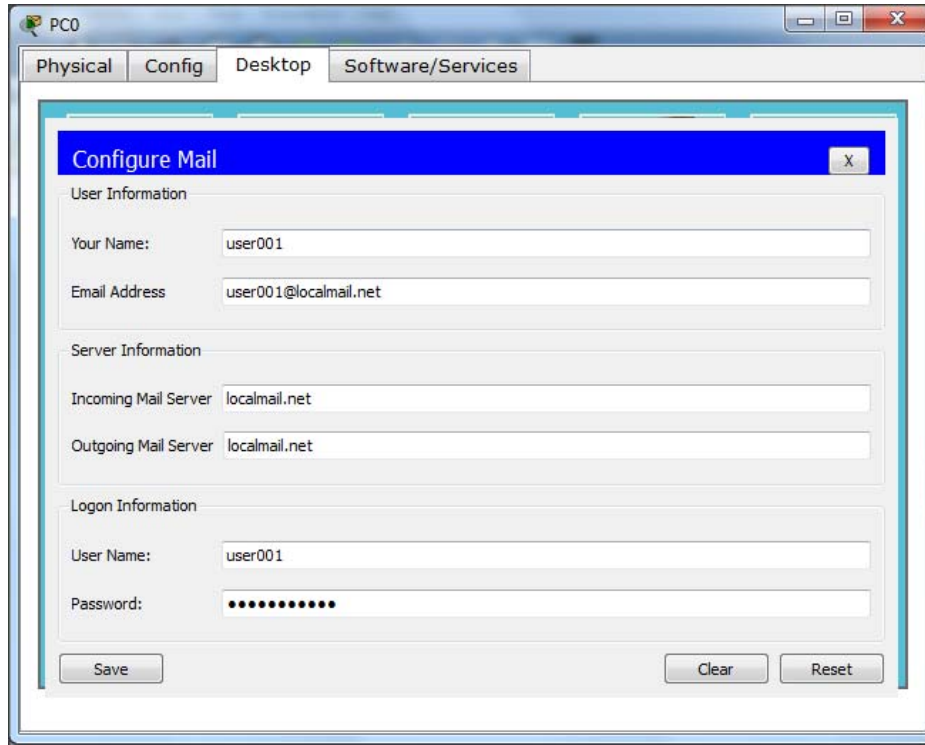 PC0
Physical Config Desktop Software/Services
Configure Mail X
User Information
Your Name: user001
Email Address user001@localmail.net
Server Information
Incoming Mail Server localmail.net
Outgoing Mail Server localmail.net
Logon Information
User Name: user001
Password: •••••••••••
Save Clear Reset